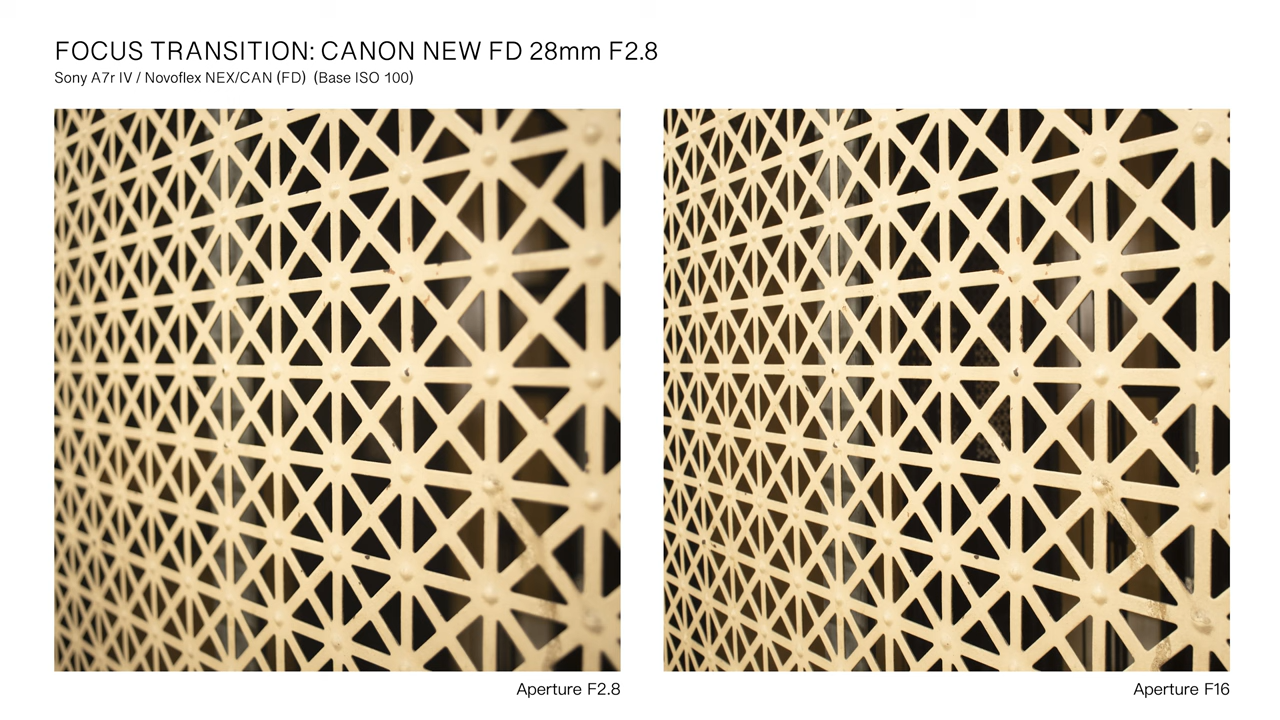 FOCUS TRANSITION: CANON NEW FD 28mm F2.8
Sony A7r IV / Novoflex NEX/CAN (FD) (Base ISO 100)
Aperture F2.8
Aperture F16